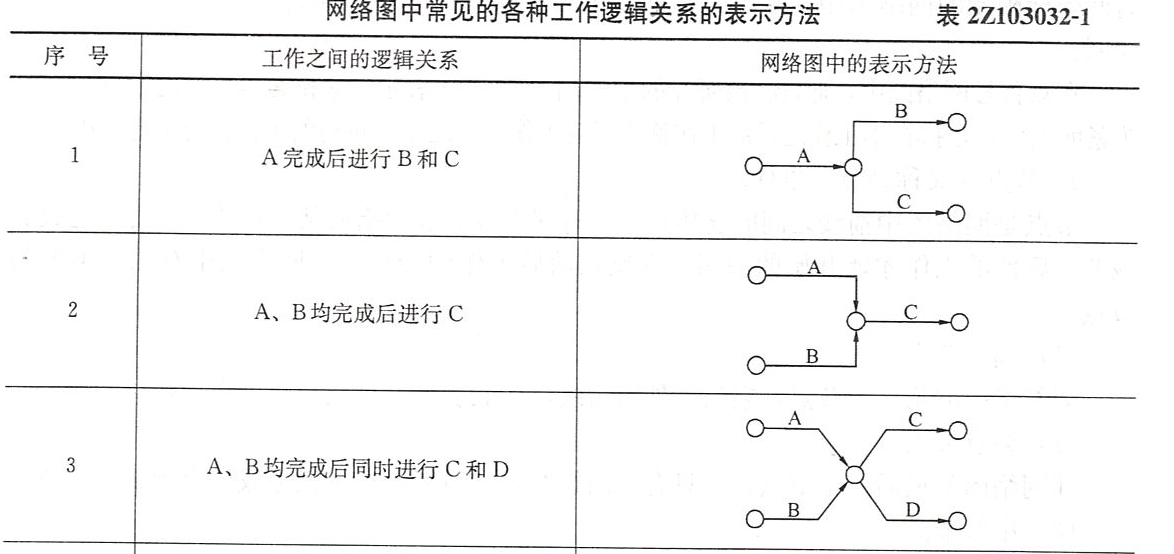 网络图中常见的各种工作逻辑关系的表示方法 表 2Z103032-1
序 号 工作之间的逻辑关系 网络图中的表示方法
B
1 A 完成后进行 B 和 C A
C
A
2 A、B 均完成后进行 C C
B
A C
3 A、B 均完成后同时进行 C 和 D
B D